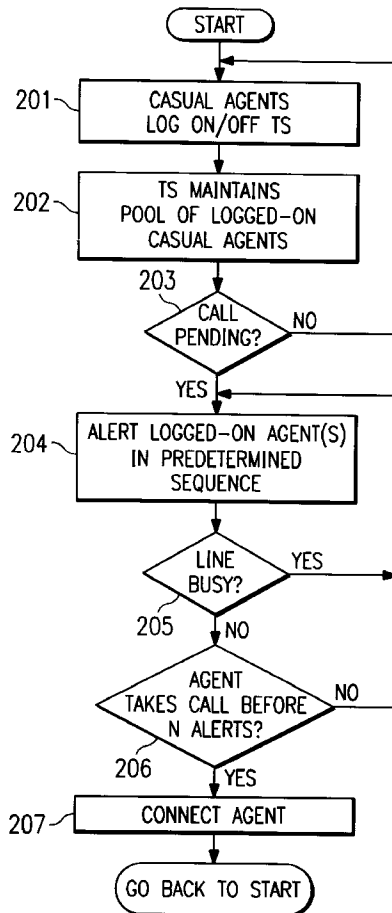 START
201
CASUAL AGENTS
LOG ON/OFF TS
202
TS MAINTAINS
POOL OF LOGGED-ON
CASUAL AGENTS
203
CALL
PENDING?
NO
YES
204
ALERT LOGGED-ON AGENT(S)
IN PREDETERMINED
SEQUENCE
LINE
BUSY?
YES
205
NO
AGENT
TAKES CALL BEFORE
N ALERTS?
NO
206
YES
207
CONNECT AGENT
GO BACK TO START